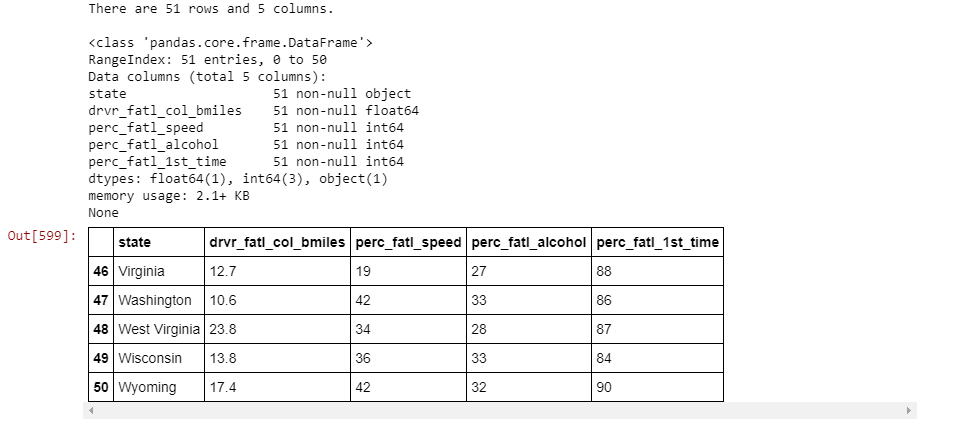 There are 51 rows and 5 columns.
<class 'pandas.core.frame.DataFrame'>
RangeIndex: 51 entries, 0 to 50
Data columns (total 5 columns):
state 51 non-null object
drvr_fatl_col_bmiles 51 non-null float64
perc_fatl_speed 51 non-null int64
perc_fatl_alcohol 51 non-null int64
perc_fatl_1st_time 51 non-null int64
dtypes: float64(1), int64(3), object(1)
memory usage: 2.1+ KB
None
Out[599]:
state drvr_fatl_col_bmiles perc_fatl_speed perc_fatl_alcohol perc_fatl_1st_time
46 Virginia 12.7 19 27 88
47 Washington 10.6 42 33 86
48 West Virginia 23.8 34 28 87
49 Wisconsin 13.8 36 33 84
50 Wyoming 17.4 42 32 90